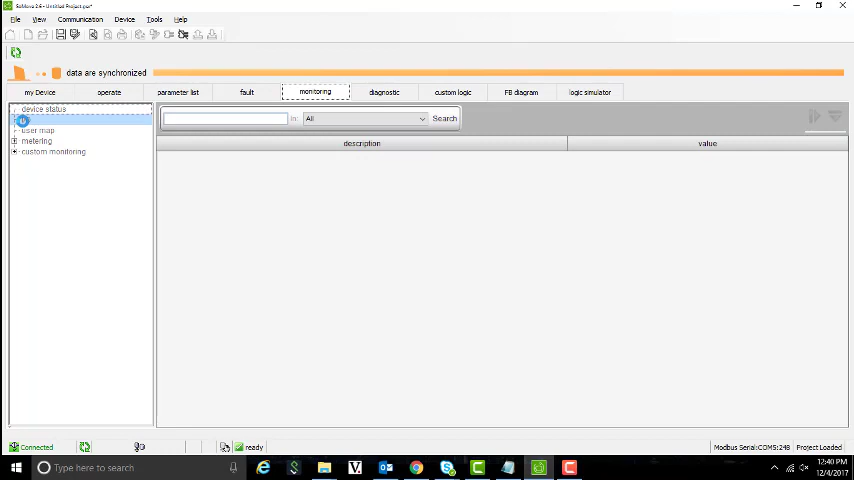 SoMove 2.6 - Untitled Project.psx*
File View Communication Device Tools Help
data are synchronized
my Device operate parameter list fault monitoring diagnostic custom logic FB diagram logic simulator
device status
user map
metering
custom monitoring
in: All Search
description value
Connected ready Modbus Serial:COM5:248 Project Loaded
Type here to search
12:40 PM
12/4/2017